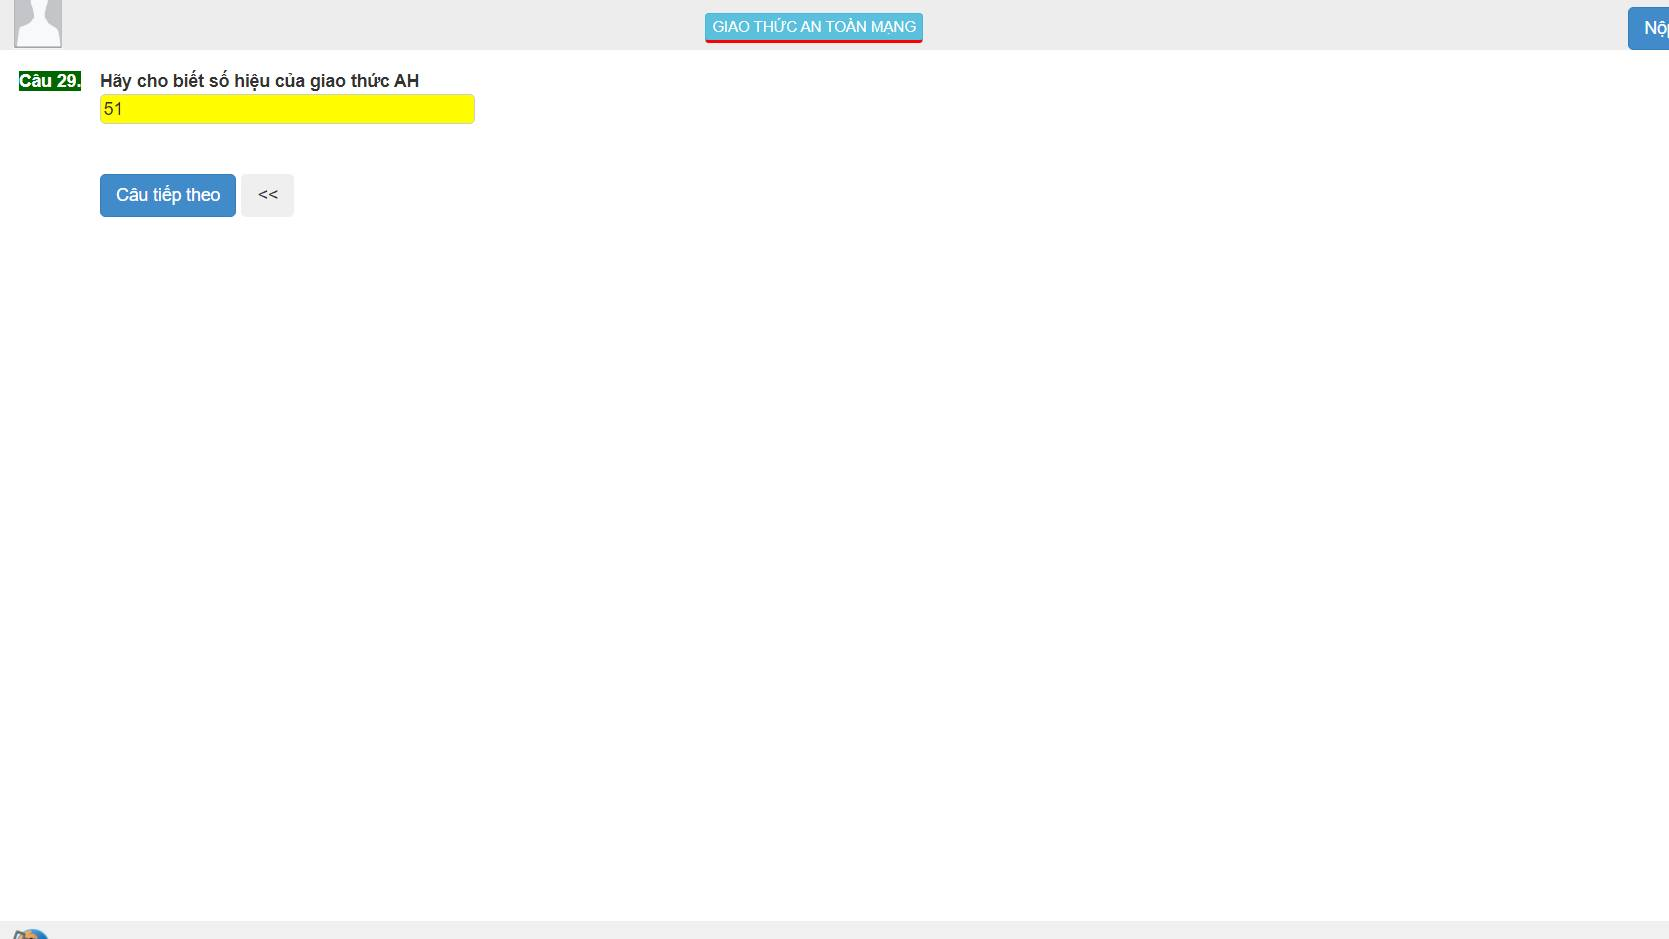 GIAO THỨC AN TOÀN MẠNG
Câu 29. Hãy cho biết số hiệu của giao thức AH
51
Câu tiếp theo <<